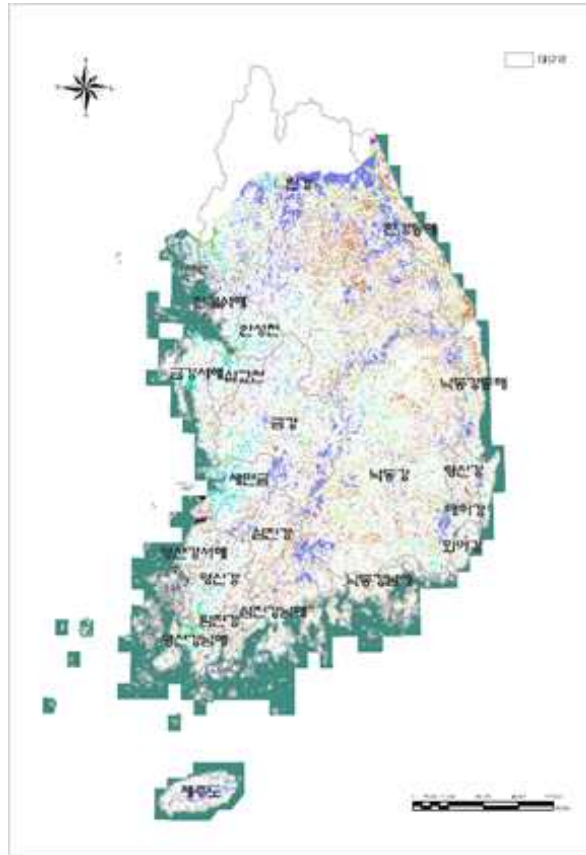 대권역
한강
한강동해
한강서해
안성천
금강서해
삽교천
낙동강동해
금강
새만금
낙동강
형산강
태화강
섬진강
회야강
영산강서해
영산강
낙동강남해
탐진강
섬진강남해
영산강남해
제주도